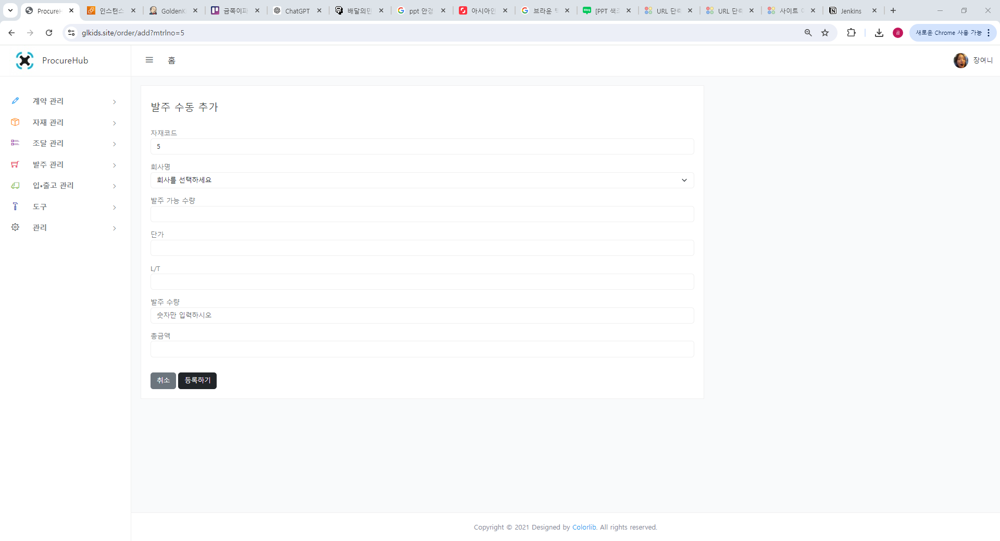 ProcureH
인스턴스
GoldenK
금쪽이파
ChatGPT
배달의민
ppt 안경
아시아인
브라운
[PPT 색
URL 단축
URL 단축
사이트
Jenkins
glkids.site/order/add?mtrlno=5
새로운 Chrome 사용 가능
ProcureHub
홈
장여니
계약 관리
자재 관리
조달 관리
발주 관리
입•출고 관리
도구
관리
발주 수동 추가
자재코드
5
회사명
회사를 선택하세요
발주 가능 수량
단가
L/T
발주 수량
숫자만 입력하시오
총금액
취소 등록하기
Copyright © 2021 Designed by Colorlib. All rights reserved.